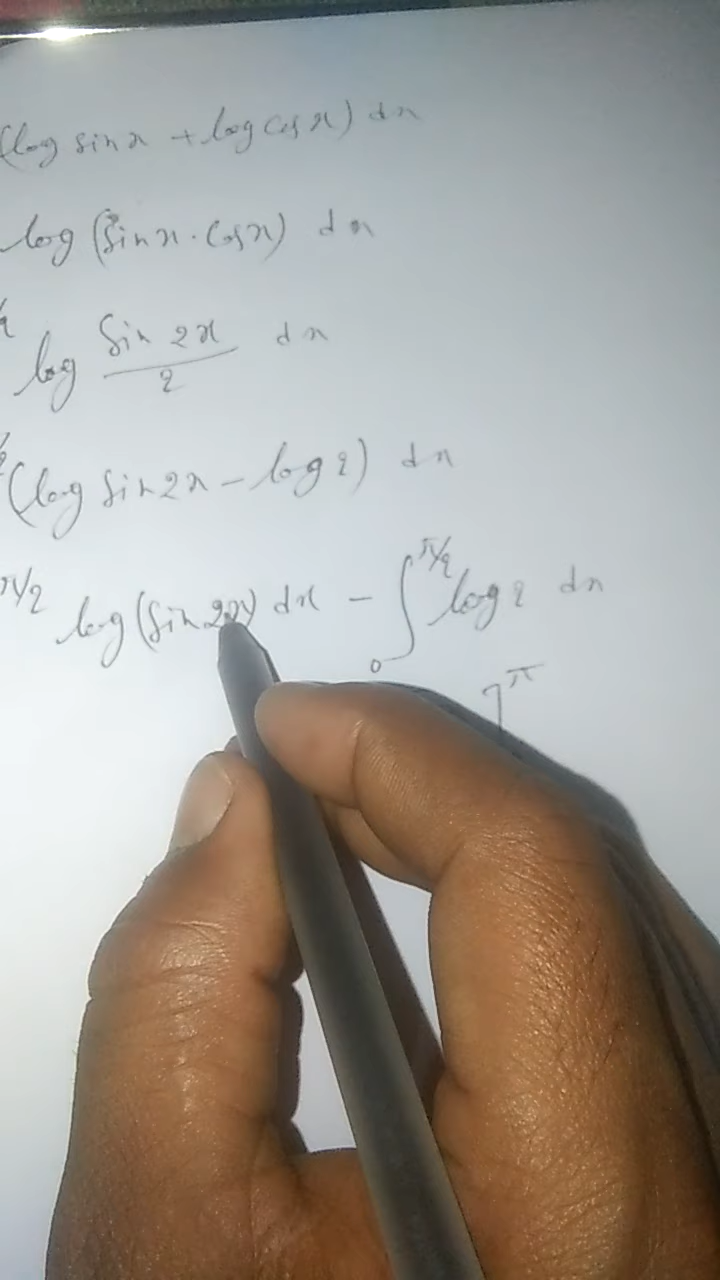 (log sin x + log cos x) dx
log (sin x . cos x) dx
log sin 2x / 2 dx
(log sin 2x - log 2) dx
π/2 log (sin 2x) dx - ∫₀^π/2 log 2 dx
π